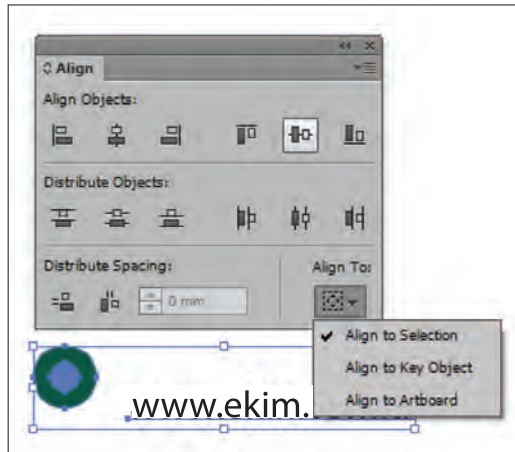 Align
Align Objects:
Distribute Objects:
Distribute Spacing:
Align To:
0 mm
Align to Selection
Align to Key Object
Align to Artboard
www.ekim.